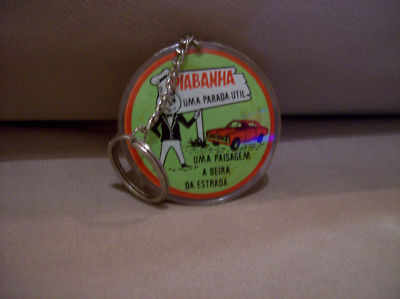 MABANHA
UMA PARADA UTIL
UMA PAISAGEM
A BEIRA
DA ESTRADA